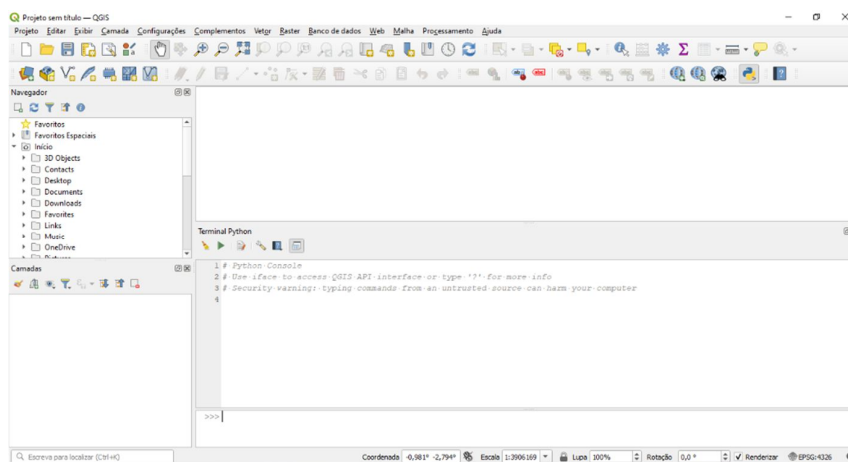 Projeto sem título — QGIS
Projeto Editar Exibir Camada Configurações Complementos Vetor Raster Banco de dados Web Malha Processamento Ajuda
Navegador
Favoritos
Favoritos Espaciais
Início
3D Objects
Contacts
Desktop
Documents
Downloads
Favorites
Links
Music
OneDrive
Camadas
Terminal Python
1 # Python Console
2 # Use iface to access QGIS API interface or type '?' for more info
3 # Security warning: typing commands from an untrusted source can harm your computer
4
>>>
Escreva para localizar (Ctrl+K)
Coordenada -0,981° -2,794° Escala 1:3906169 Lupa 100% Rotação 0,0 ° Renderizar EPSG:4326